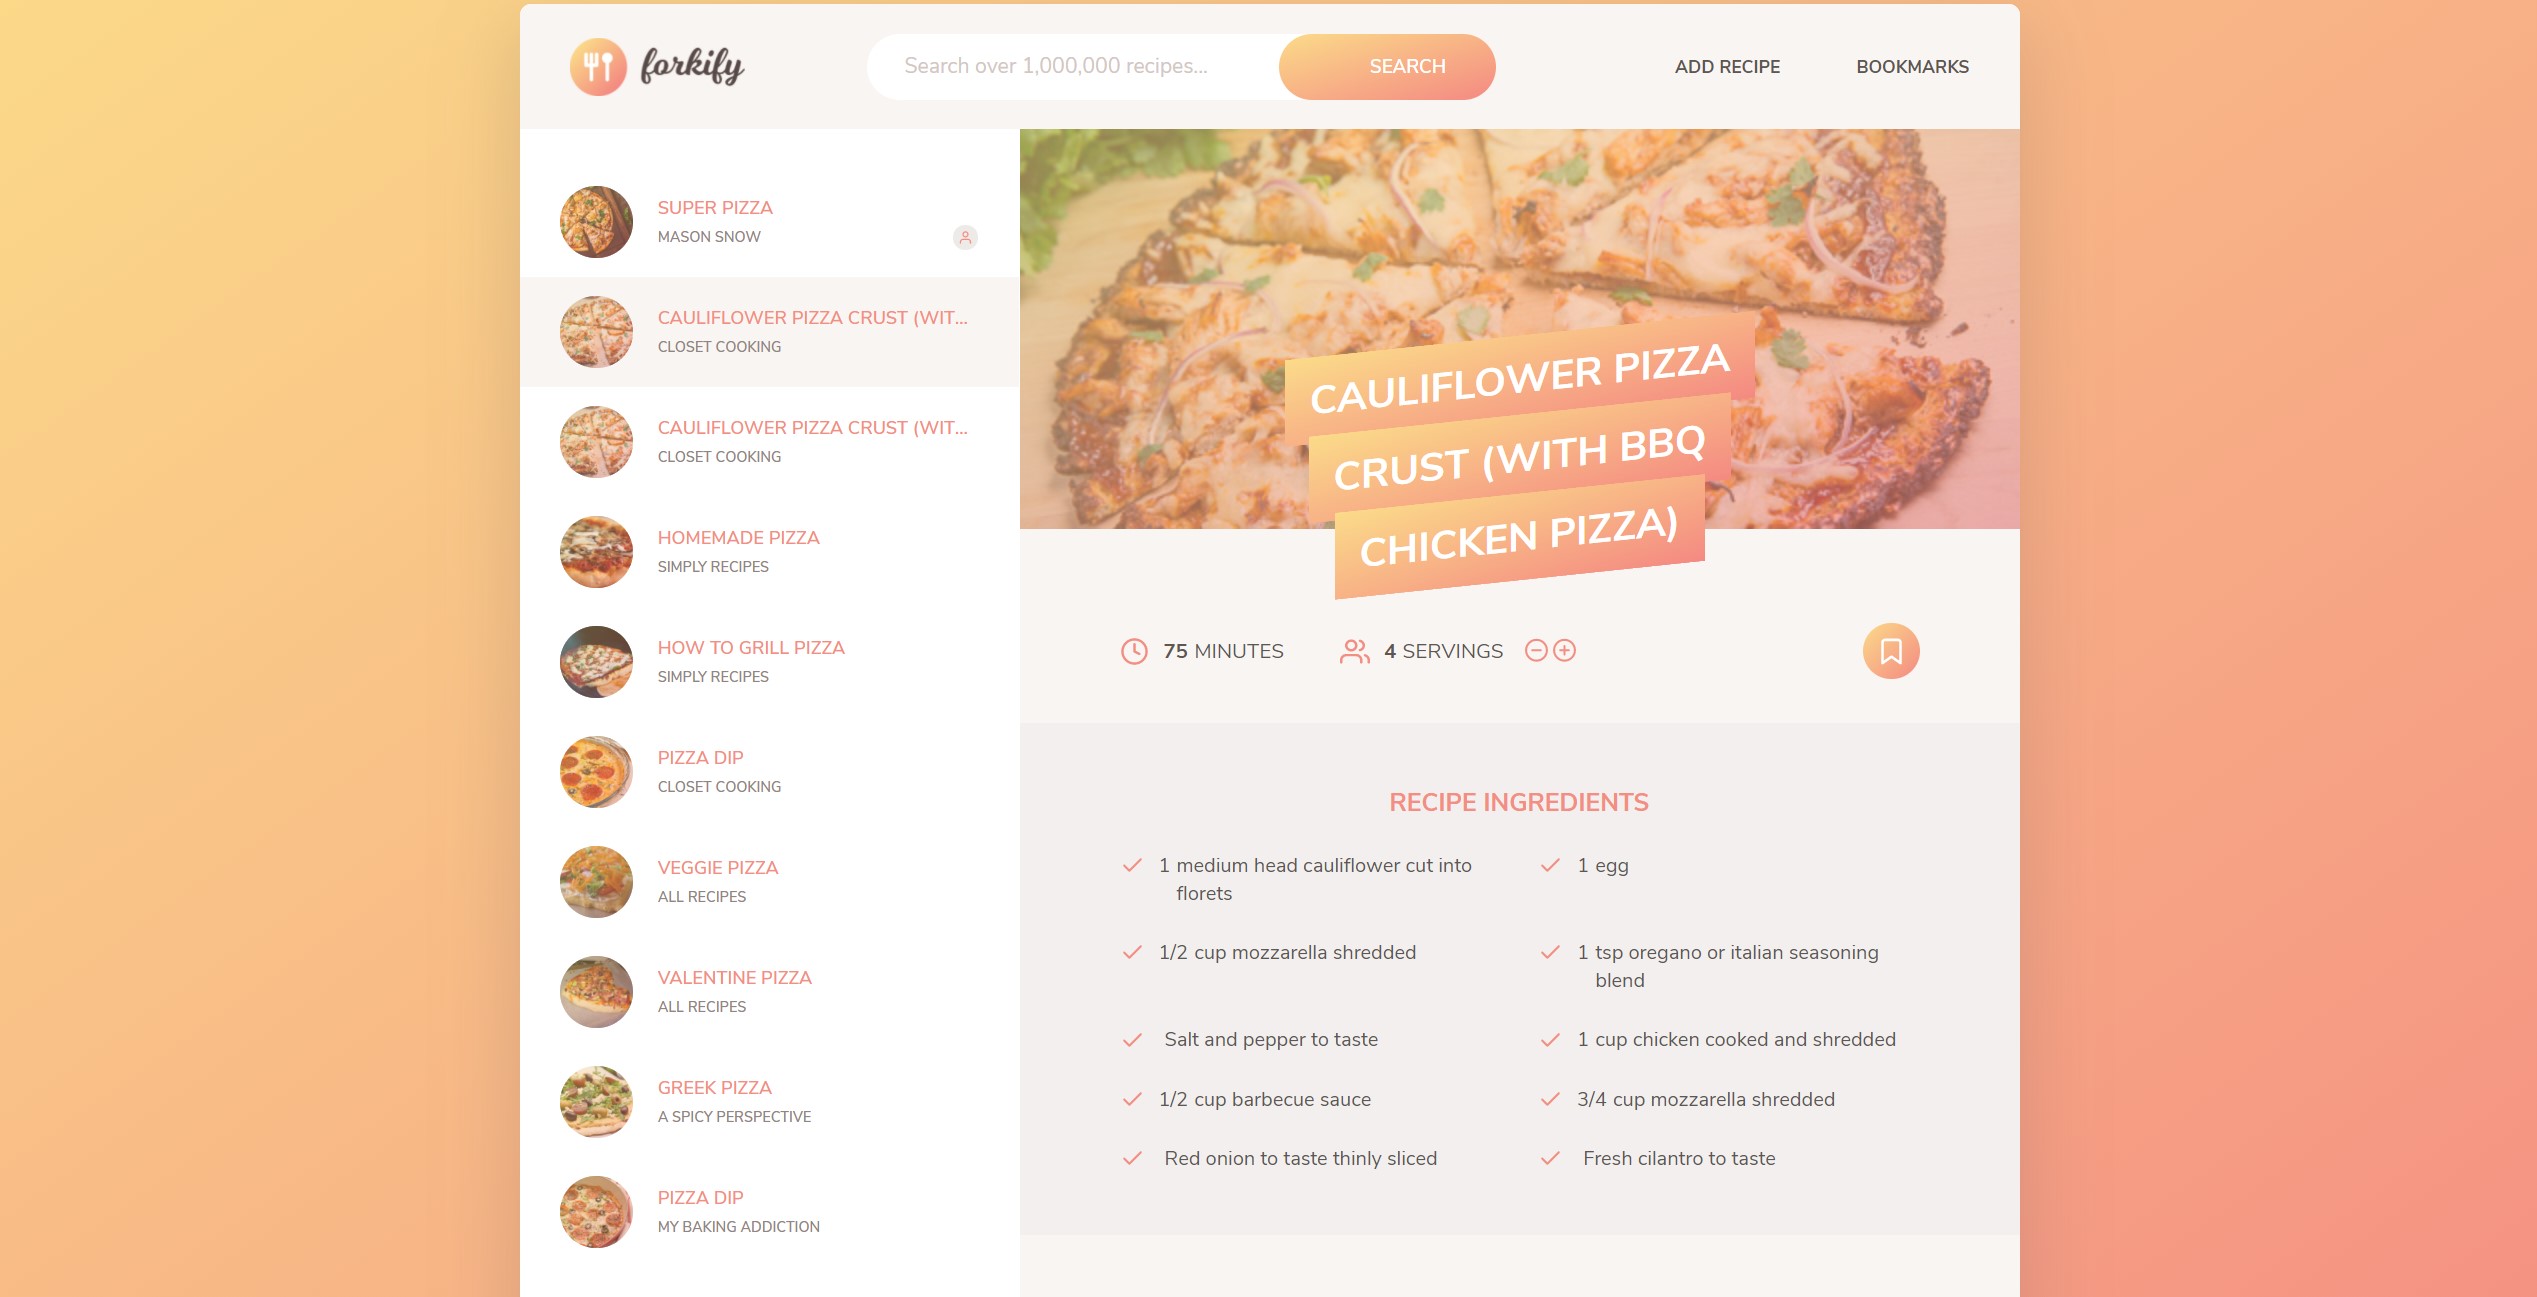 forkify
Search over 1,000,000 recipes...
SEARCH
ADD RECIPE
BOOKMARKS
SUPER PIZZA
MASON SNOW
CAULIFLOWER PIZZA CRUST (WIT...
CLOSET COOKING
CAULIFLOWER PIZZA CRUST (WIT...
CLOSET COOKING
HOMEMADE PIZZA
SIMPLY RECIPES
HOW TO GRILL PIZZA
SIMPLY RECIPES
PIZZA DIP
CLOSET COOKING
VEGGIE PIZZA
ALL RECIPES
VALENTINE PIZZA
ALL RECIPES
GREEK PIZZA
A SPICY PERSPECTIVE
PIZZA DIP
MY BAKING ADDICTION
CAULIFLOWER PIZZA
CRUST (WITH BBQ
CHICKEN PIZZA)
75 MINUTES
4 SERVINGS
RECIPE INGREDIENTS
1 medium head cauliflower cut into
florets
1 egg
1/2 cup mozzarella shredded
1 tsp oregano or italian seasoning
blend
Salt and pepper to taste
1 cup chicken cooked and shredded
1/2 cup barbecue sauce
3/4 cup mozzarella shredded
Red onion to taste thinly sliced
Fresh cilantro to taste